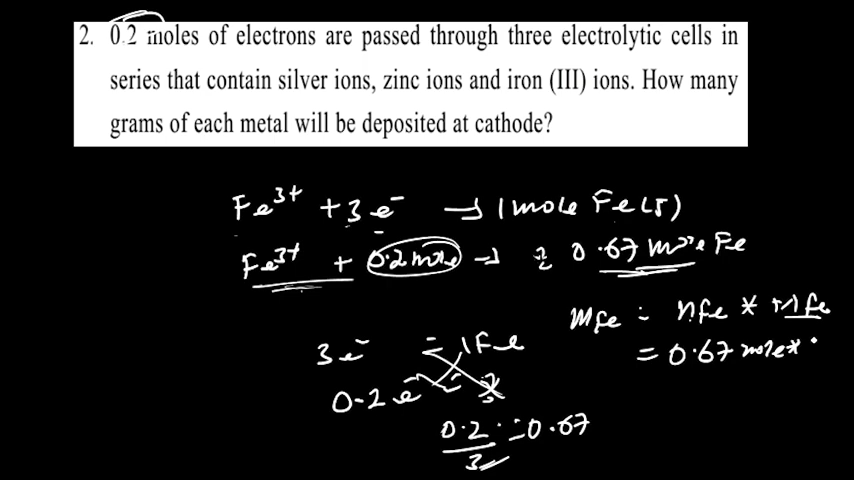 2. 0.2 moles of electrons are passed through three electrolytic cells in
series that contain silver ions, zinc ions and iron (III) ions. How many
grams of each metal will be deposited at cathode?
Fe³⁺ + 3e⁻ → 1 mole Fe(s)
Fe³⁺ + 0.2 mole → = 0.67 mole Fe
mfe = nfe * Mfe
= 0.67 mole*
3e⁻ = 1Fe
0.2e⁻ = ?
0.2 = 0.67
3